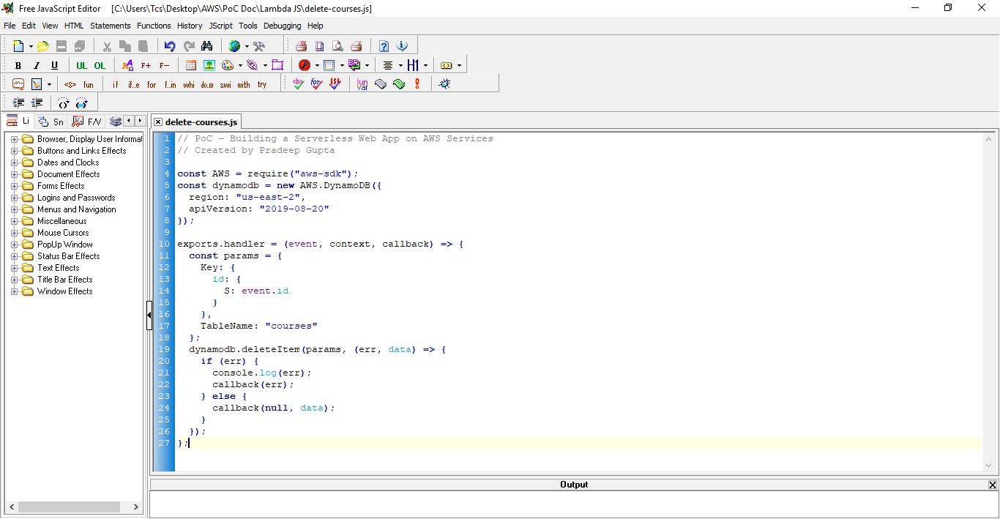 Free JavaScript Editor [C:\Users\Tcs\Desktop\AWS\PoC Doc\Lambda JS\delete-courses.js]
File Edit View HTML Statements Functions History JScript Tools Debugging Help
B I U UL OL F+ F- BR H1
<S> fun if if..e for f..in whi do..w swi with try <b> for JS fun var
Li Sn F/V
delete-courses.js
Browser, Display User Informat
Buttons and Links Effects
Dates and Clocks
Document Effects
Forms Effects
Logins and Passwords
Menus and Navigation
Miscellaneous
Mouse Cursors
PopUp Window
Status Bar Effects
Text Effects
Title Bar Effects
Window Effects
1 // PoC - Building a Serverless Web App on AWS Services
2 // Created by Pradeep Gupta
3
4 const AWS = require("aws-sdk");
5 const dynamodb = new AWS.DynamoDB({
6   region: "us-east-2",
7   apiVersion: "2019-08-20"
8 });
9
10 exports.handler = (event, context, callback) => {
11   const params = {
12     Key: {
13       id: {
14         S: event.id
15       }
16     },
17     TableName: "courses"
18   };
19   dynamodb.deleteItem(params, (err, data) => {
20     if (err) {
21       console.log(err);
22       callback(err);
23     } else {
24       callback(null, data);
25     }
26   });
27 };
Output